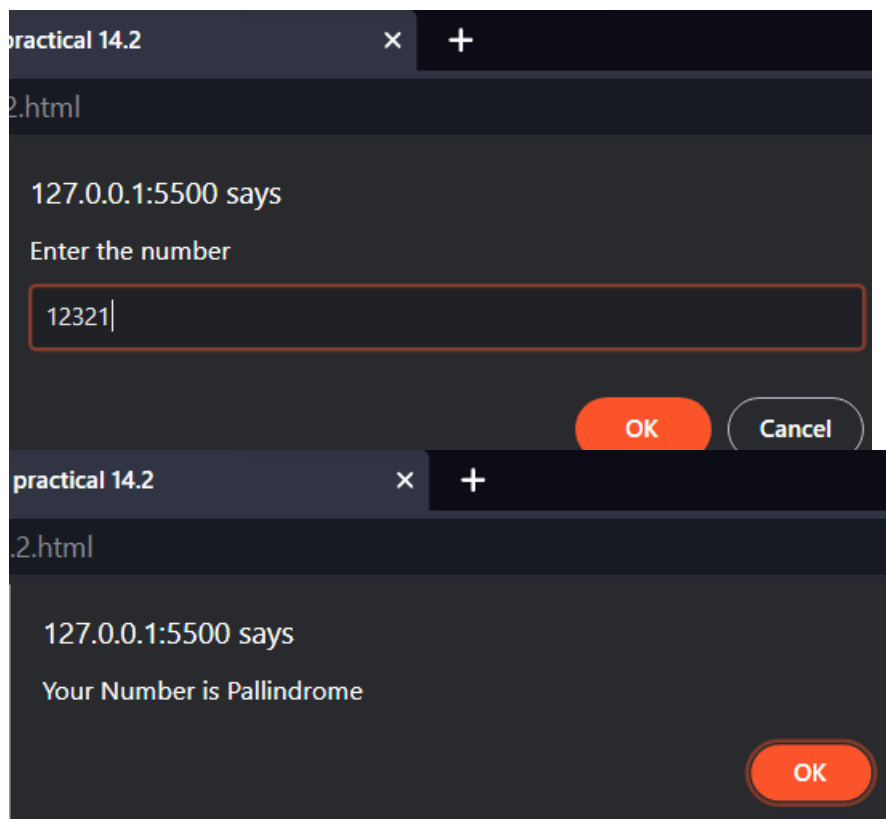 practical 14.2
2.html
127.0.0.1:5500 says
Enter the number
12321
OK Cancel
practical 14.2
.2.html
127.0.0.1:5500 says
Your Number is Pallindrome
OK